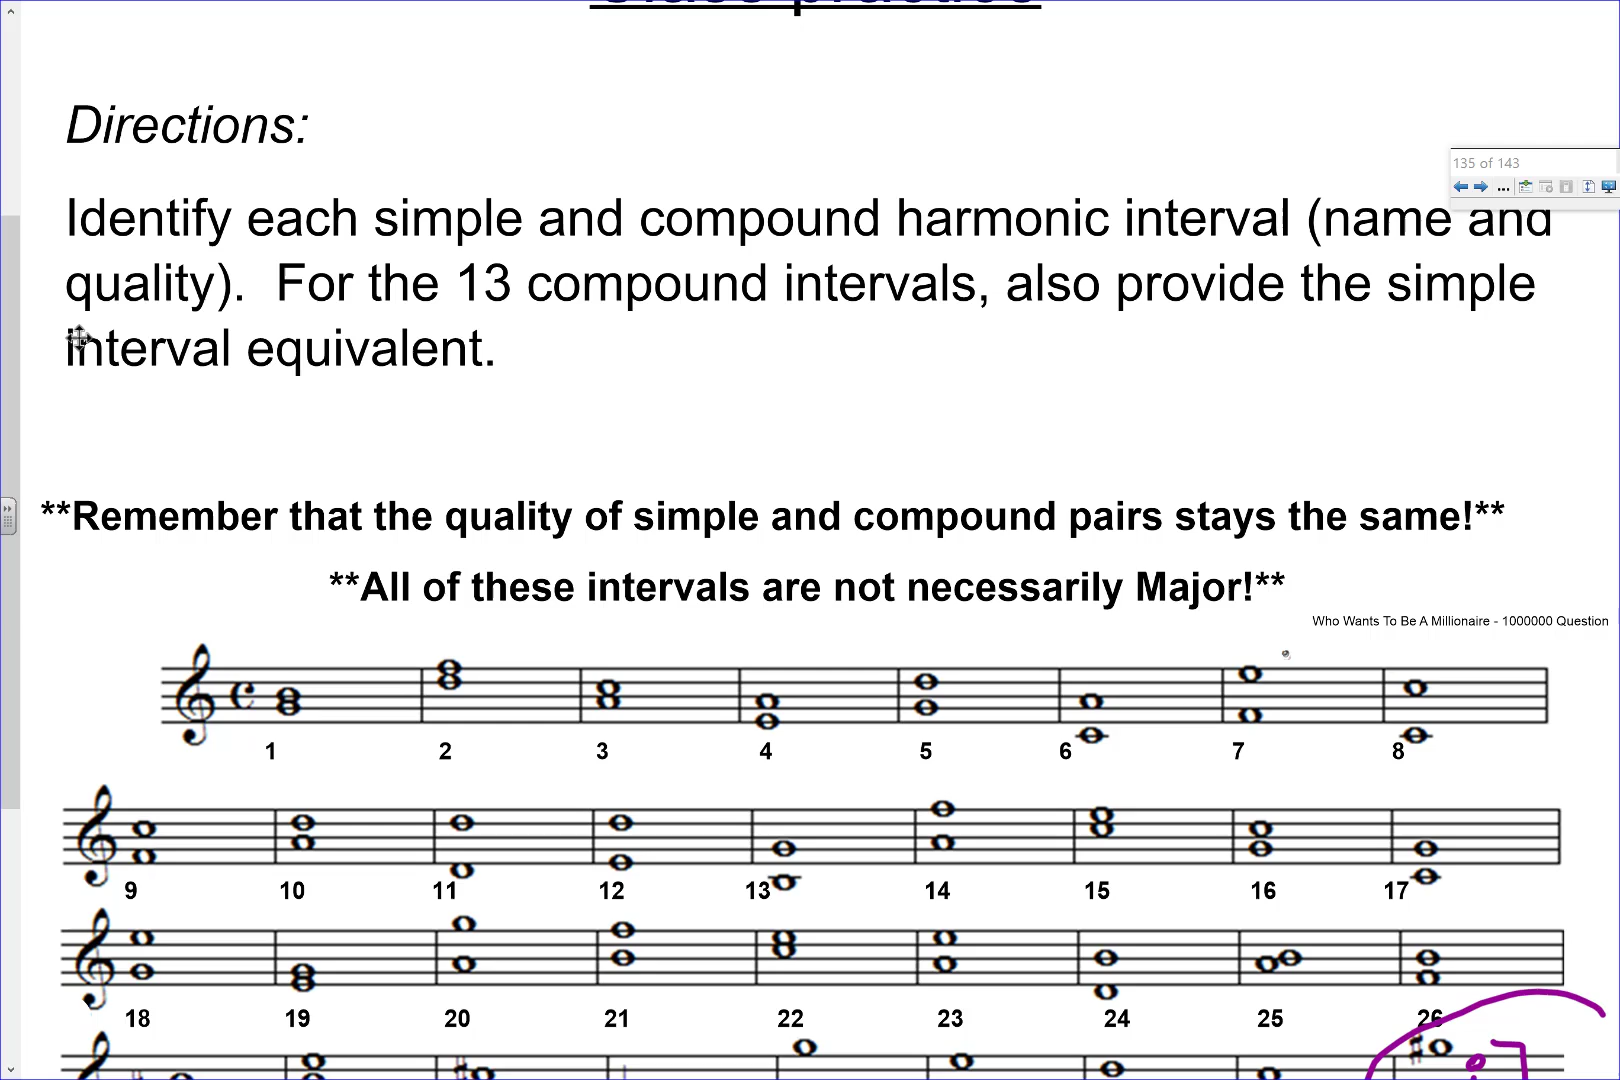 Directions:
135 of 143
Identify each simple and compound harmonic interval (name and
quality).  For the 13 compound intervals, also provide the simple
interval equivalent.
**Remember that the quality of simple and compound pairs stays the same!**
**All of these intervals are not necessarily Major!**
Who Wants To Be A Millionaire - 1000000 Question
1 2 3 4 5 6 7 8
9 10 11 12 13 14 15 16 17
18 19 20 21 22 23 24 25 26